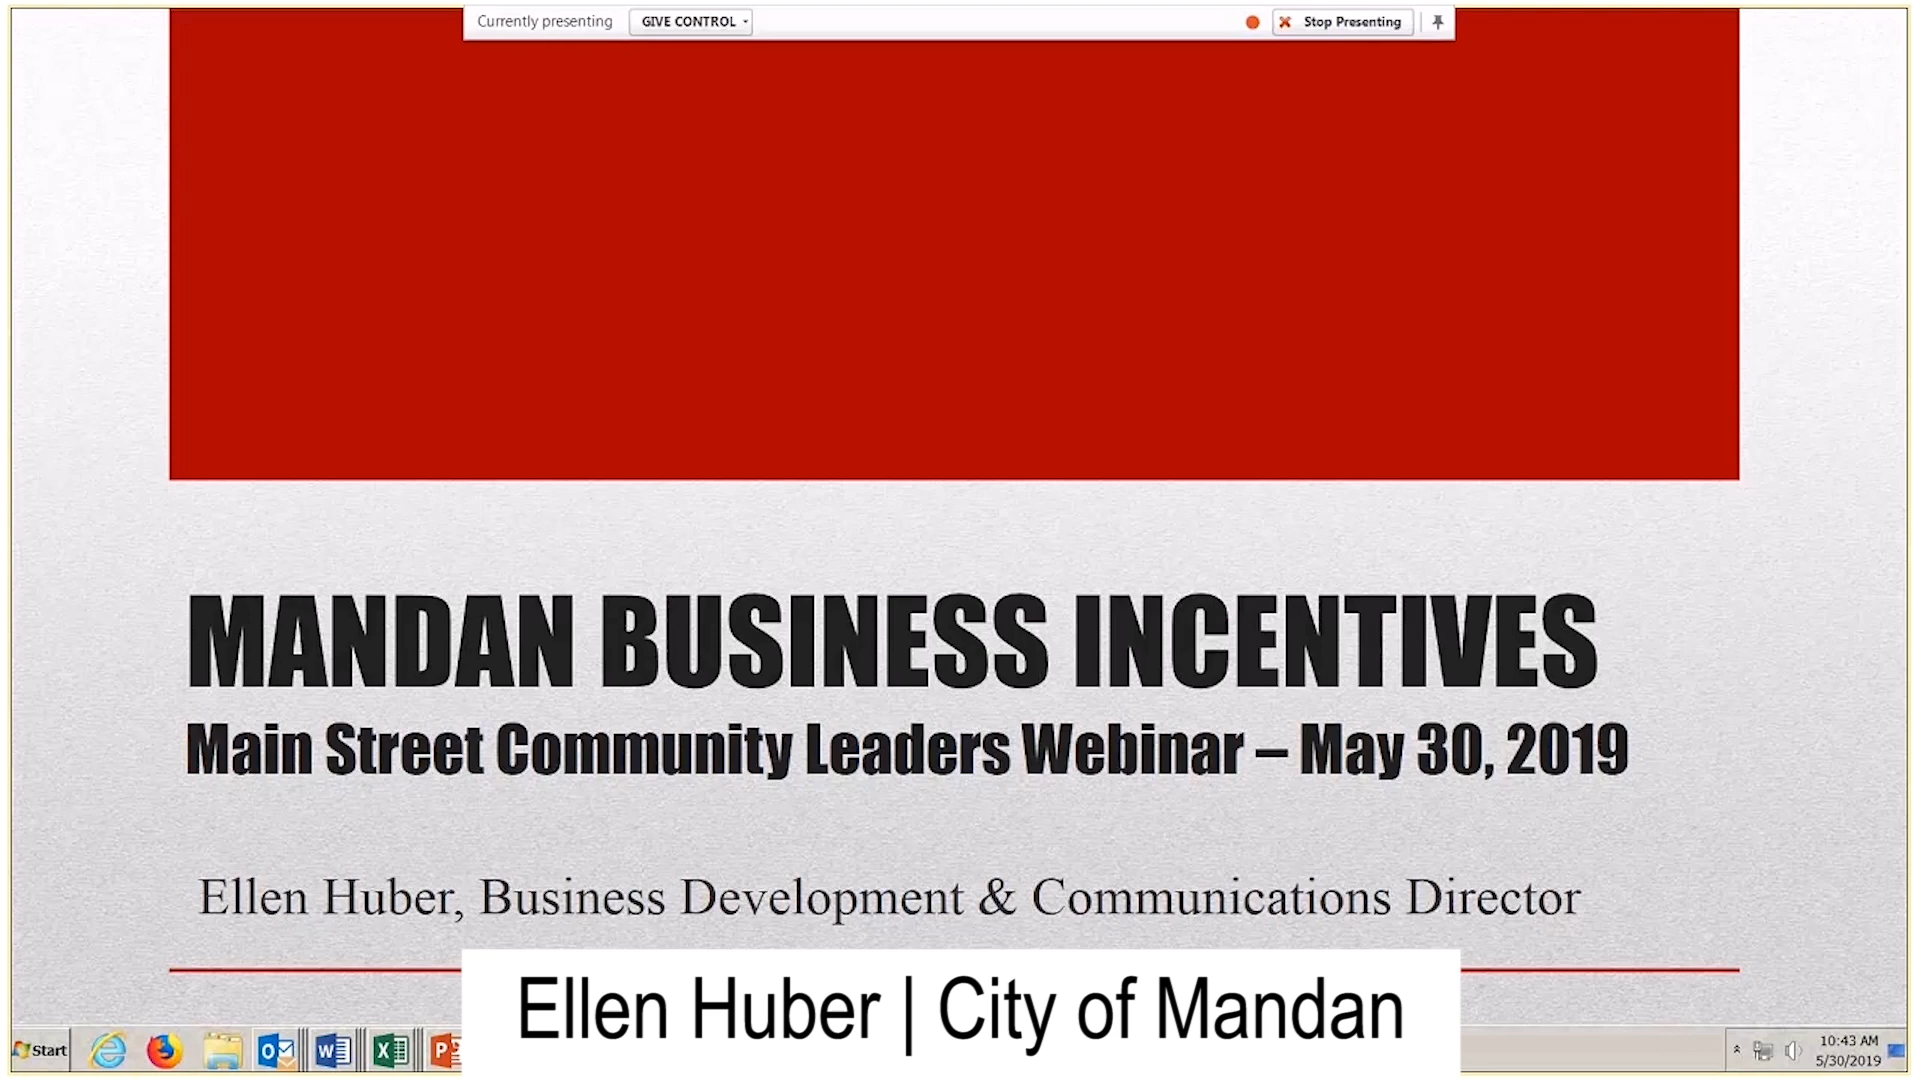 Currently presenting GIVE CONTROL Stop Presenting
MANDAN BUSINESS INCENTIVES
Main Street Community Leaders Webinar – May 30, 2019
Ellen Huber, Business Development & Communications Director
Ellen Huber | City of Mandan
Start
10:43 AM
5/30/2019